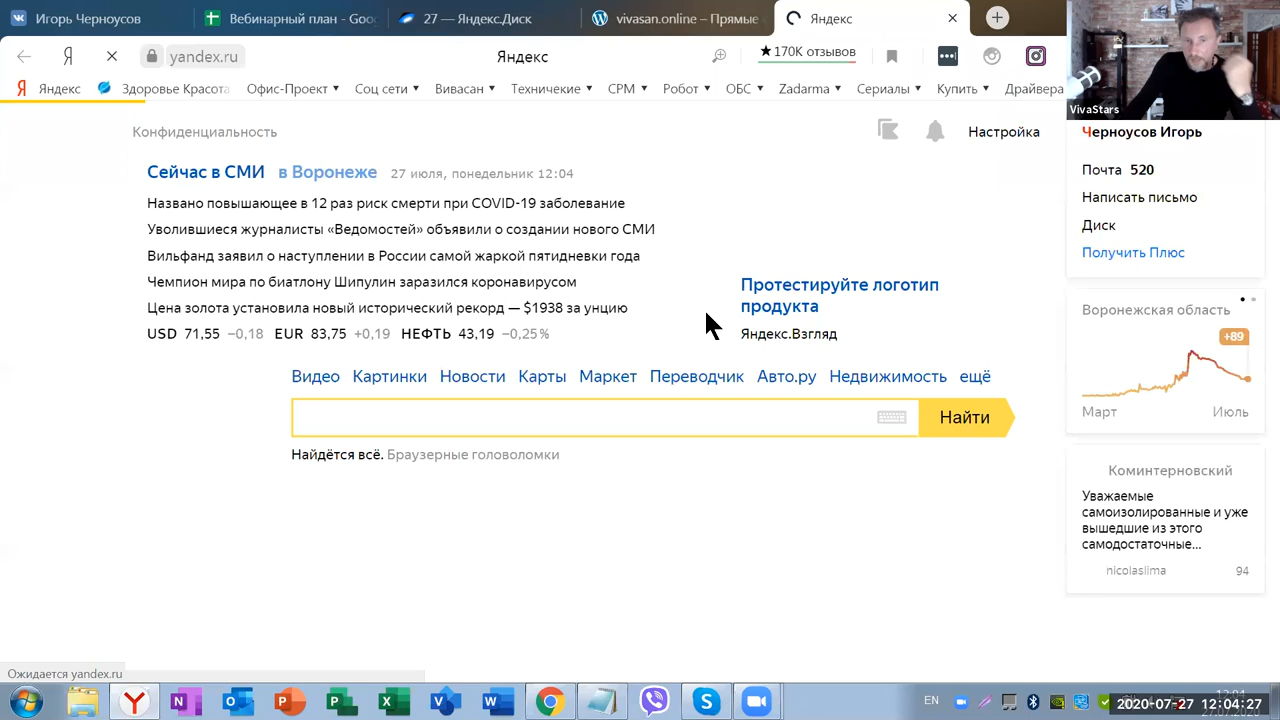 Игорь Черноусов
Вебинарный план - Goo
27 — Яндекс.Диск
vivasan.online – Прямые
Яндекс
yandex.ru
Яндекс
★170K отзывов
Яндекс
Здоровье Красота
Офис-Проект
Соц сети
Вивасан
Технические
СРМ
Робот
ОБС
Zadarma
Сериалы
Купить
Драйвера
VivaStars
Конфиденциальность
Настройка
Черноусов Игорь
Почта 520
Написать письмо
Диск
Получить Плюс
Сейчас в СМИ в Воронеже 27 июля, понедельник 12:04
Названо повышающее в 12 раз риск смерти при COVID-19 заболевание
Уволившиеся журналисты «Ведомостей» объявили о создании нового СМИ
Вильфанд заявил о наступлении в России самой жаркой пятидневки года
Чемпион мира по биатлону Шипулин заразился коронавирусом
Цена золота установила новый исторический рекорд — $1938 за унцию
USD 71,55 −0,18 EUR 83,75 +0,19 НЕФТЬ 43,19 −0,25%
Протестируйте логотип
продукта
Яндекс.Взгляд
Воронежская область
+89
Март
Июль
Видео Картинки Новости Карты Маркет Переводчик Авто.ру Недвижимость ещё
Найти
Найдётся всё. Браузерные головоломки
Коминтерновский
Уважаемые
самоизолированные и уже
вышедшие из этого
самодостаточные...
nicolaslima 94
Ожидается yandex.ru
EN
2020-07-27 12:04:27